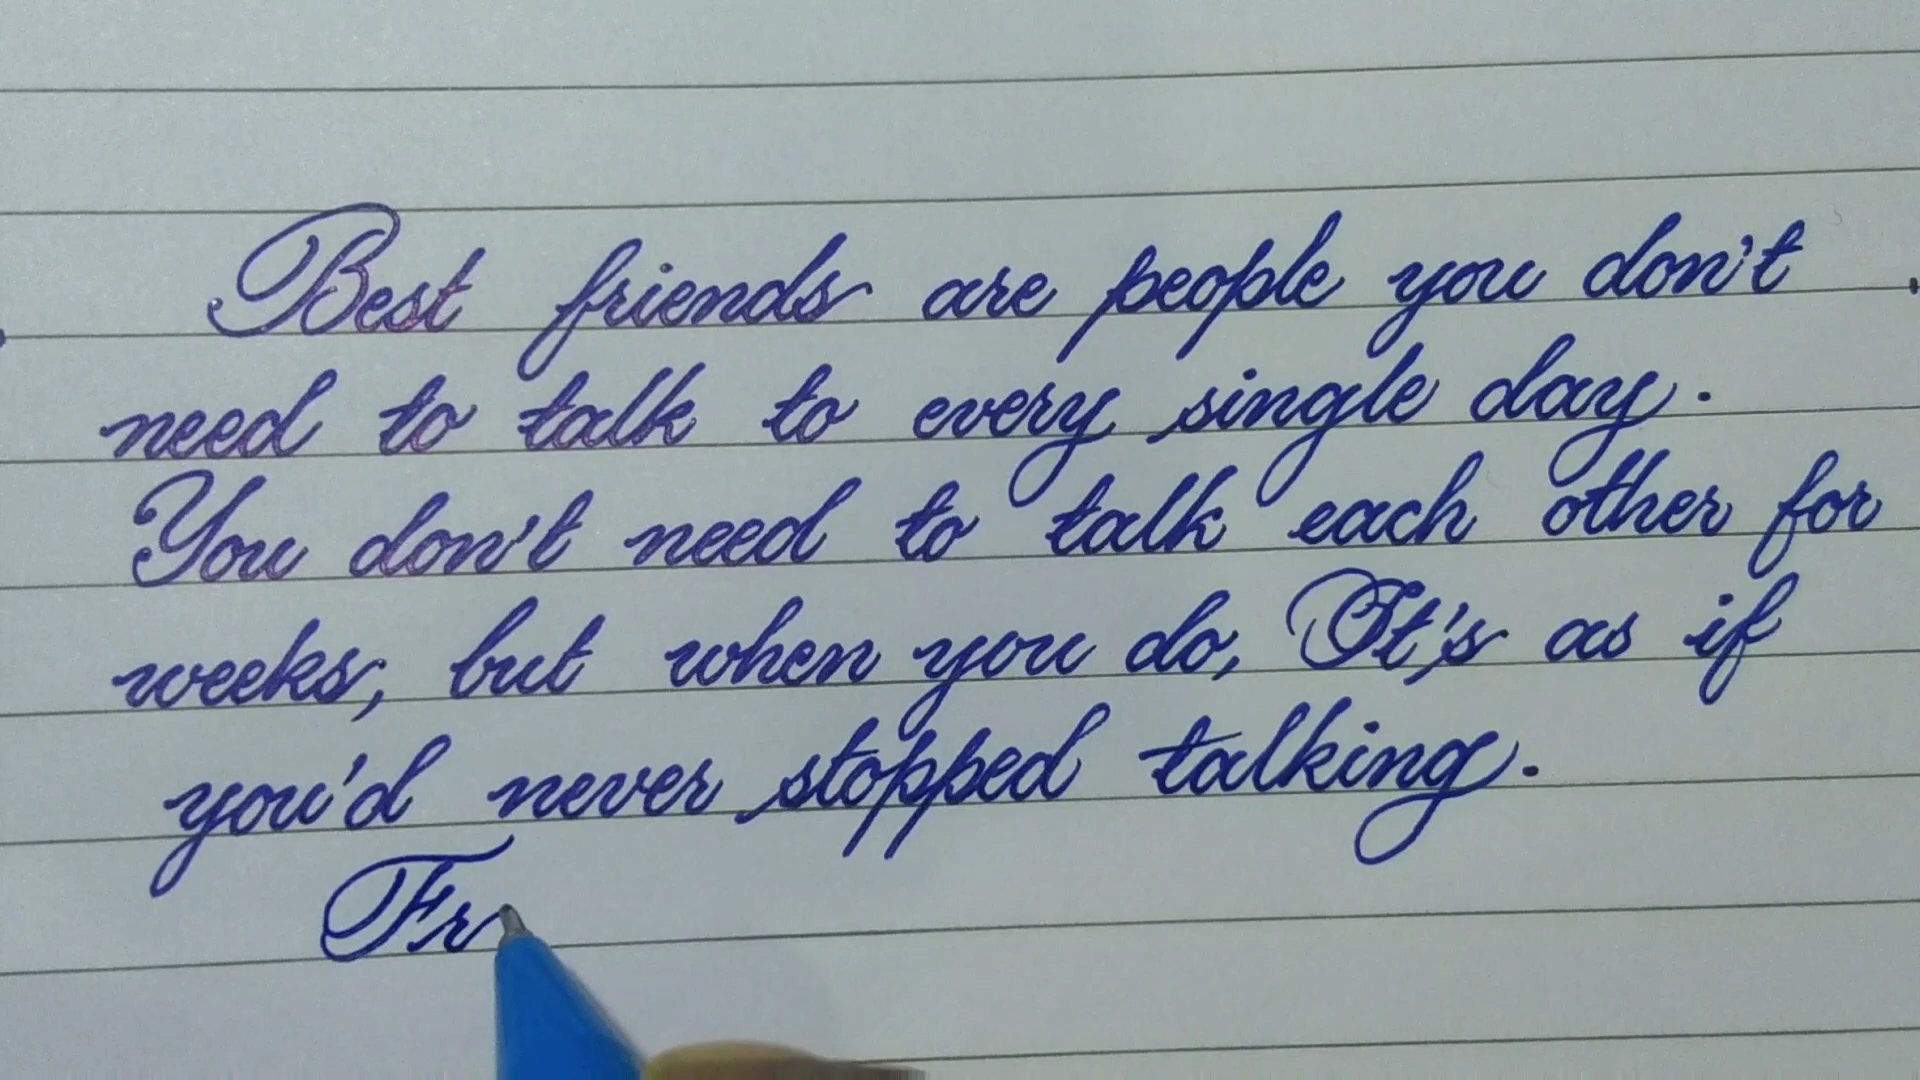 Best friends are people you don't
need to talk to every single day.
You don't need to talk each other for
weeks, but when you do, It's as if
you'd never stopped talking.
Fr